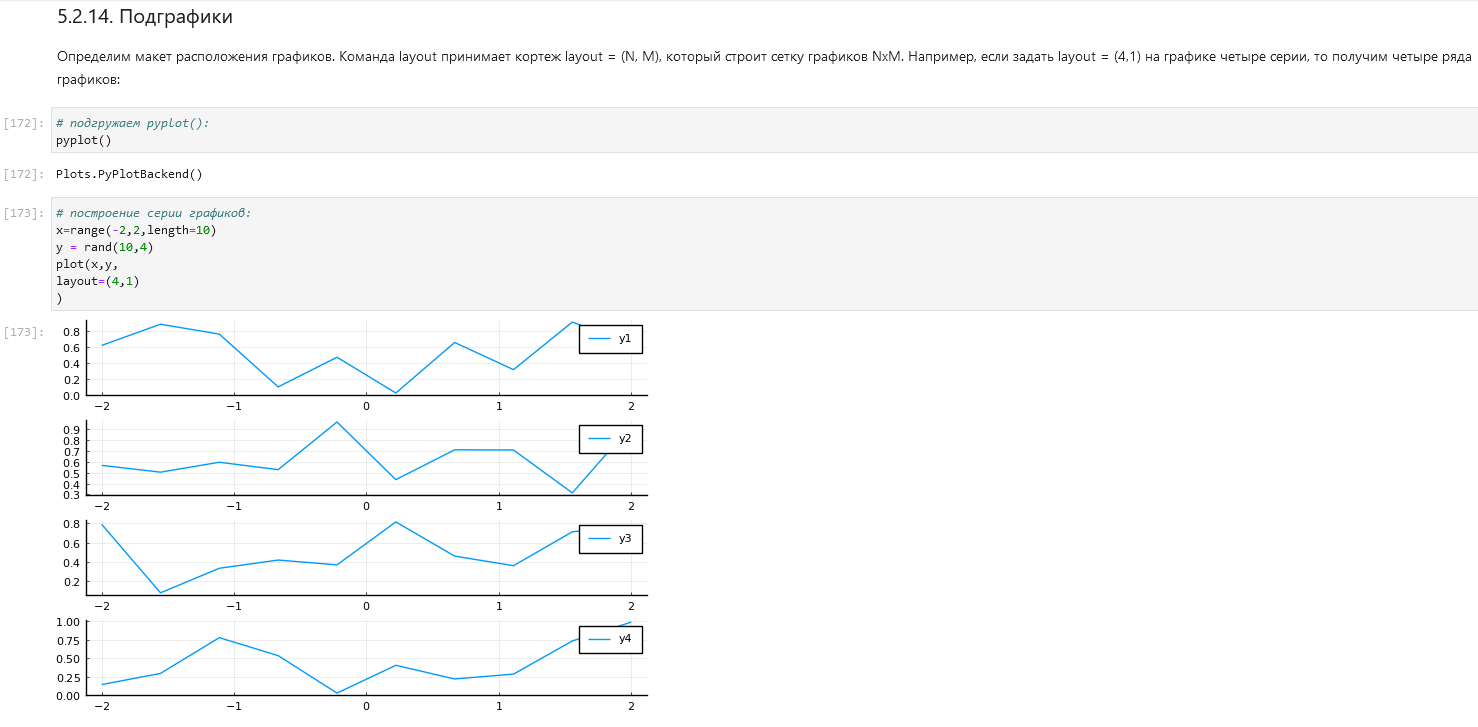 5.2.14. Подграфики
Определим макет расположения графиков. Команда layout принимает кортеж layout = (N, M), который строит сетку графиков NxM. Например, если задать layout = (4,1) на графике четыре серии, то получим четыре ряда
графиков:
[172]: # подгружаем pyplot():
pyplot()
[172]: Plots.PyPlotBackend()
[173]: # построение серии графиков:
x=range(-2,2,length=10)
y = rand(10,4)
plot(x,y,
layout=(4,1)
)
[173]:
0.8
0.6
0.4
0.2
0.0
y1
−2 −1 0 1 2
0.9
0.8
0.7
0.6
0.5
0.4
0.3
y2
−2 −1 0 1 2
0.8
0.6
0.4
0.2
y3
−2 −1 0 1 2
1.00
0.75
0.50
0.25
0.00
y4
−2 −1 0 1 2